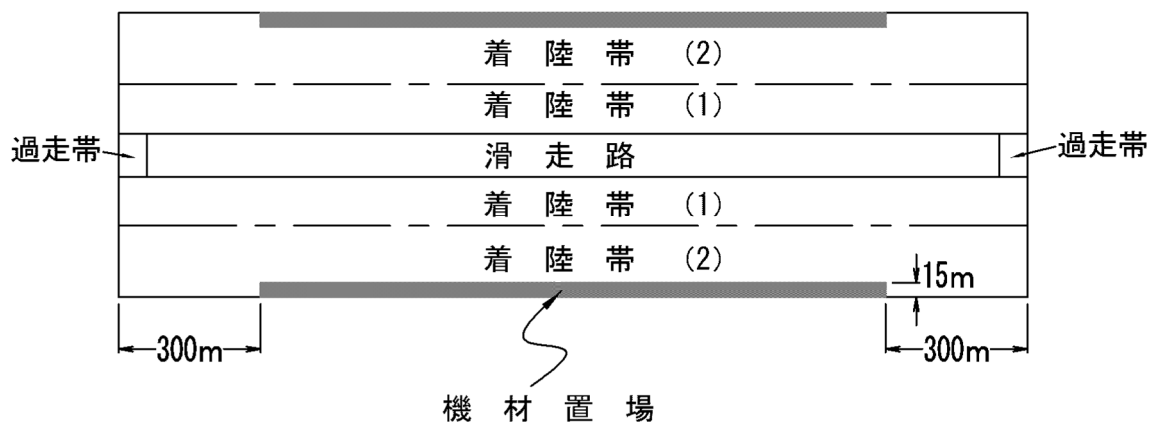 着 陸 帯 (2)
着 陸 帯 (1)
過走帯
滑 走 路
過走帯
着 陸 帯 (1)
着 陸 帯 (2)
15m
300m
300m
機 材 置 場